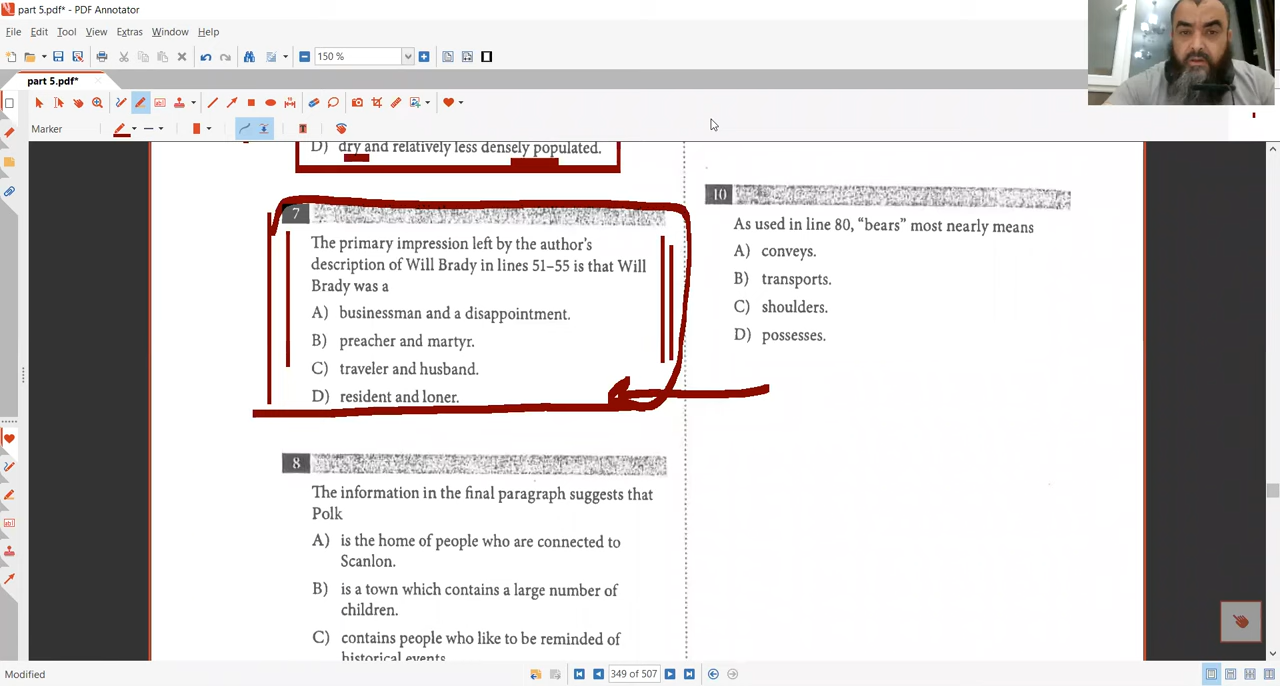 part 5.pdf* - PDF Annotator
File Edit Tool View Extras Window Help
150 %
part 5.pdf*
Marker
D) dry and relatively less densely populated.
7
The primary impression left by the author's
description of Will Brady in lines 51–55 is that Will
Brady was a
A) businessman and a disappointment.
B) preacher and martyr.
C) traveler and husband.
D) resident and loner.
8
The information in the final paragraph suggests that
Polk
A) is the home of people who are connected to
Scanlon.
B) is a town which contains a large number of
children.
C) contains people who like to be reminded of
historical events.
10
As used in line 80, “bears” most nearly means
A) conveys.
B) transports.
C) shoulders.
D) possesses.
Modified
349 of 507